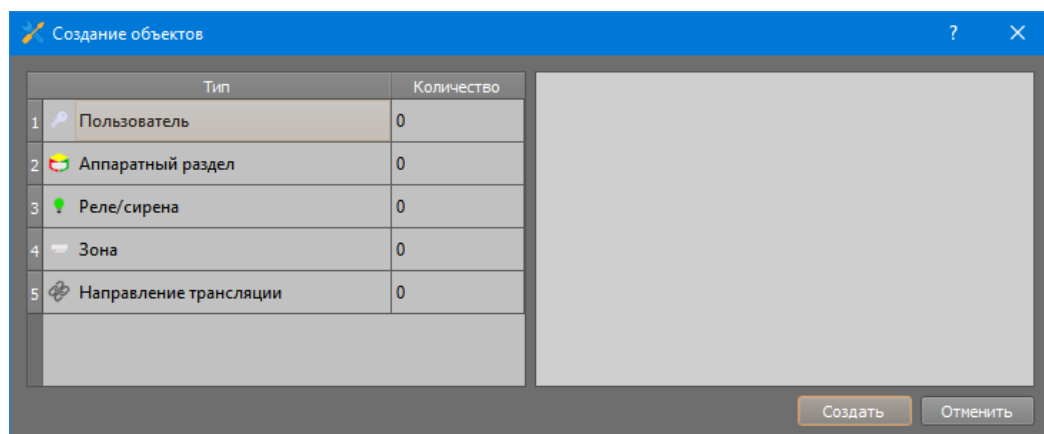 Создание объектов ? ×
Тип Количество
1 Пользователь 0
2 Аппаратный раздел 0
3 Реле/сирена 0
4 Зона 0
5 Направление трансляции 0
Создать Отменить